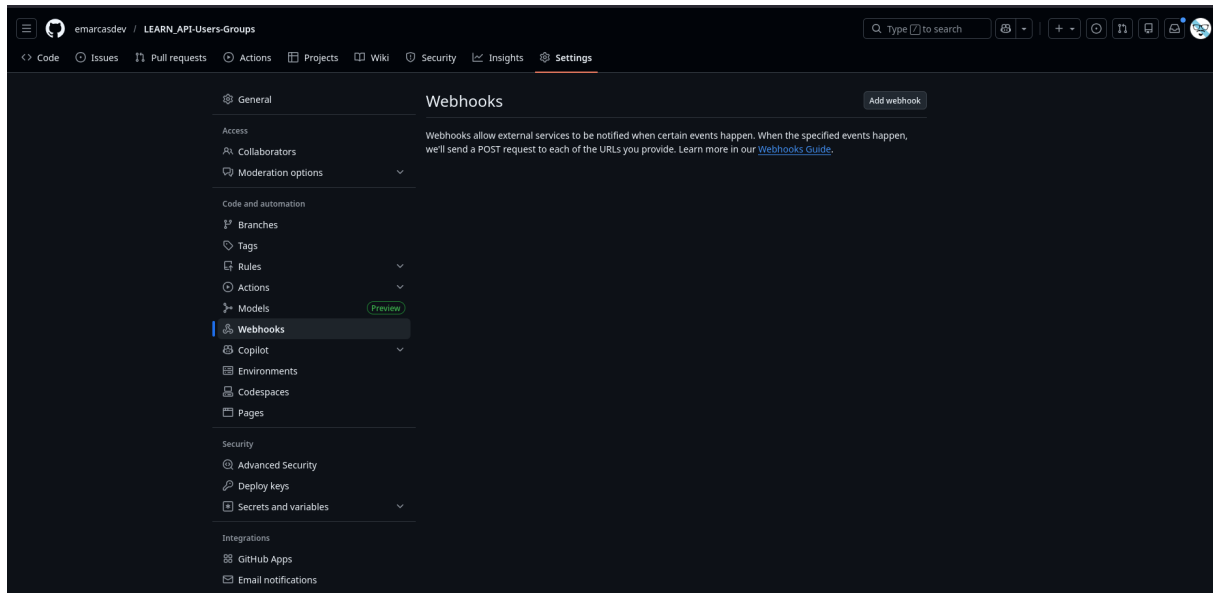 emarcasdev / LEARN_API-Users-Groups
Type / to search
Code Issues Pull requests Actions Projects Wiki Security Insights Settings
General
Access
Collaborators
Moderation options
Code and automation
Branches
Tags
Rules
Actions
Models Preview
Webhooks
Copilot
Environments
Codespaces
Pages
Security
Advanced Security
Deploy keys
Secrets and variables
Integrations
GitHub Apps
Email notifications
Webhooks
Add webhook
Webhooks allow external services to be notified when certain events happen. When the specified events happen,
we'll send a POST request to each of the URLs you provide. Learn more in our Webhooks Guide.